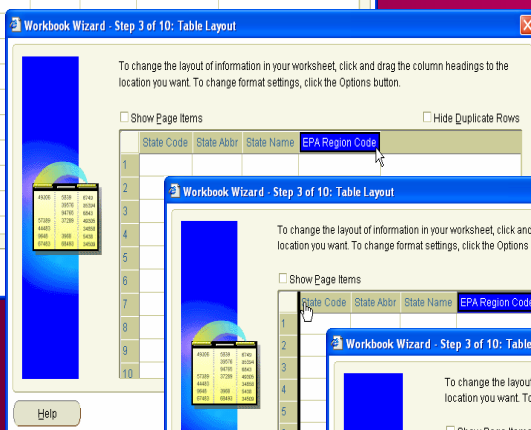 Workbook Wizard - Step 3 of 10: Table Layout
To change the layout of information in your worksheet, click and drag the column headings to the
location you want. To change format settings, click the Options button.
Show Page Items
Hide Duplicate Rows
State Code State Abbr State Name EPA Region Code
1
2
3
4
5
6
7
8
9
10
Help
Workbook Wizard - Step 3 of 10: Table Layout
To change the layout of information in your worksheet, click and
location you want. To change format settings, click the Options
Show Page Items
State Code State Abbr State Name EPA Region Code
1
2
3
4
5
Workbook Wizard - Step 3 of 10: Table
To change the layout
location you want. To